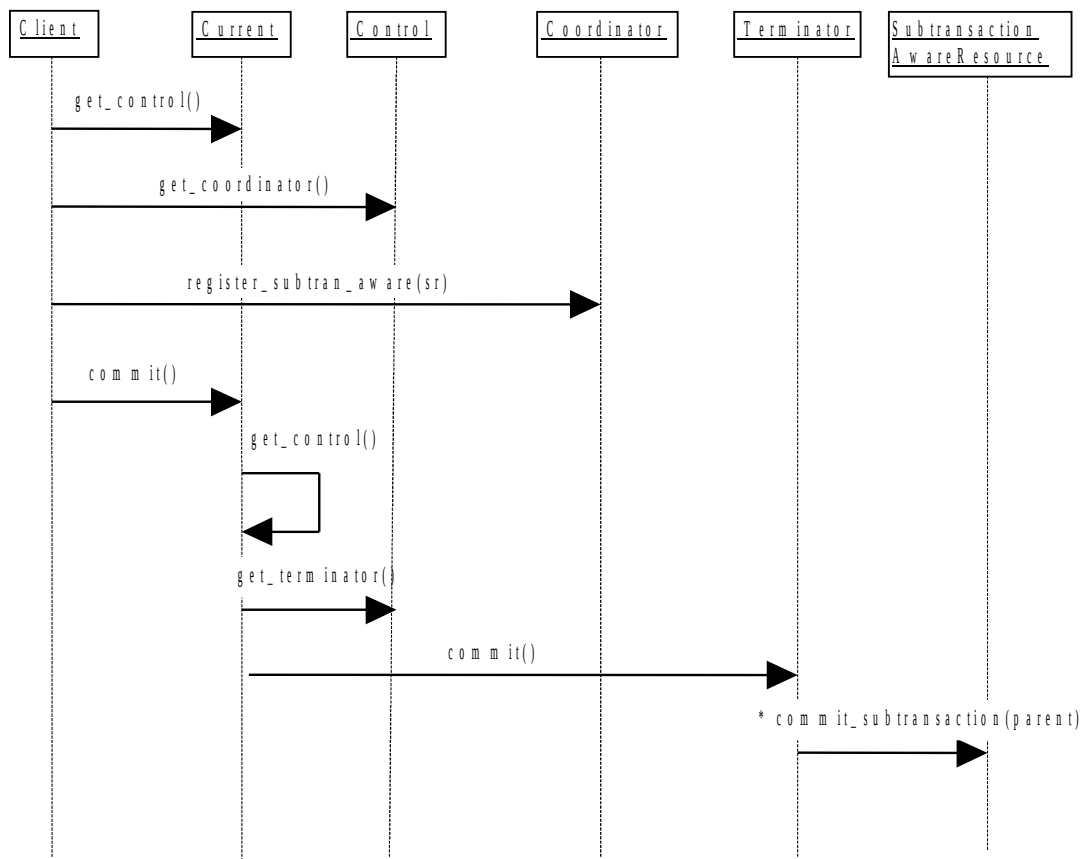 Client
Current
Control
Coordinator
Terminator
Subtransaction
AwareResource
get_control()
get_coordinator()
register_subtran_aware(sr)
commit()
get_control()
get_terminator()
commit()
* commit_subtransaction(parent)